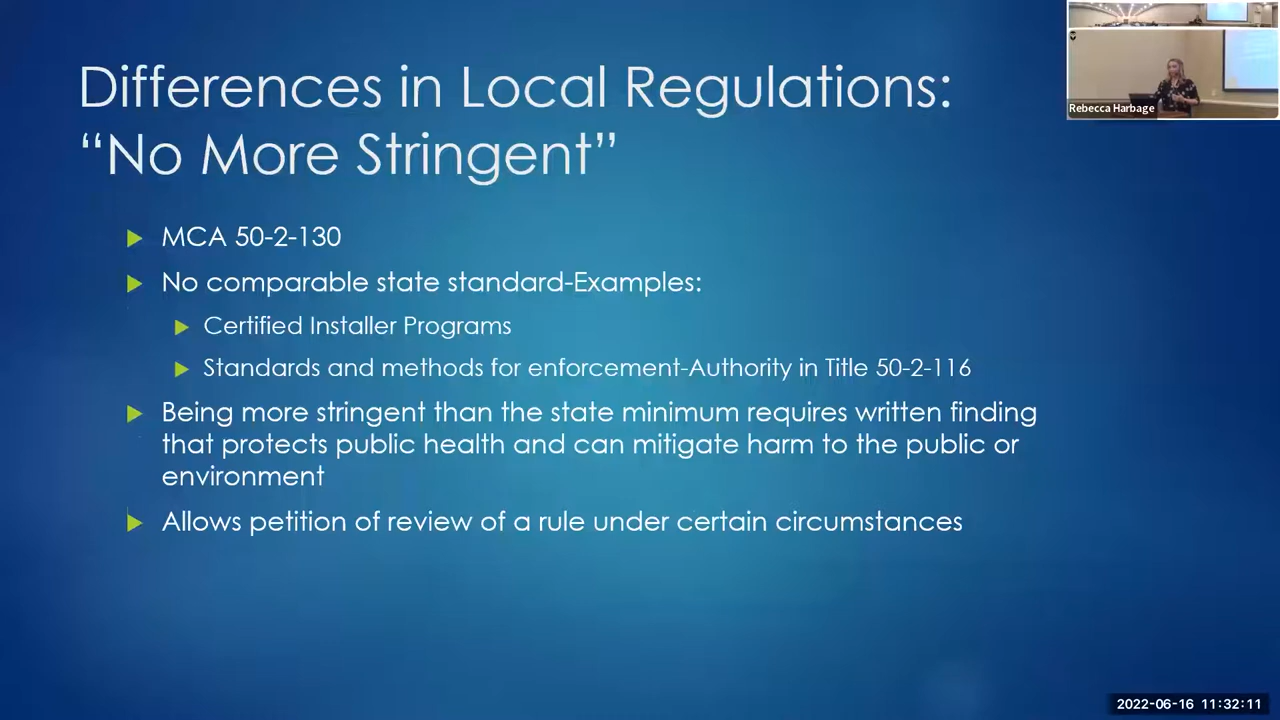 Differences in Local Regulations:
“No More Stringent”
MCA 50-2-130
No comparable state standard-Examples:
Certified Installer Programs
Standards and methods for enforcement-Authority in Title 50-2-116
Being more stringent than the state minimum requires written finding
that protects public health and can mitigate harm to the public or
environment
Allows petition of review of a rule under certain circumstances
Rebecca Harbage
2022-06-16 11:32:11